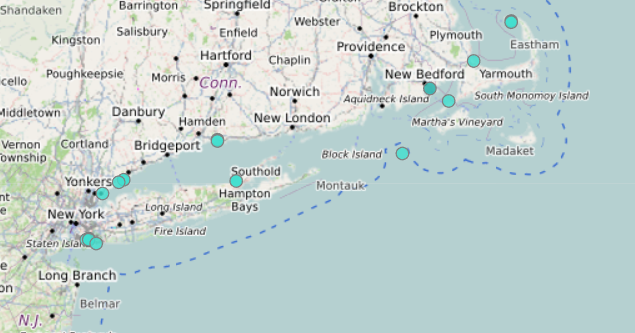 Shandaken
Barrington
Springfield
Brockton
Webster
Kingston
Salisbury
Enfield
Plymouth
Eastham
Hartford
Providence
Poughkeepsie
Morris
Conn.
Chaplin
New Bedford
Yarmouth
cello
Norwich
Aquidneck Island
South Monomoy Island
Middletown
Danbury
Hamden
New London
Martha's Vineyard
Vernon
Township
Cortland
Bridgeport
Block Island
Madaket
Southold
Yonkers
Montauk
Hampton
Bays
New York
Long Island
Fire Island
Staten Islan
Long Branch
Belmar
N.J.